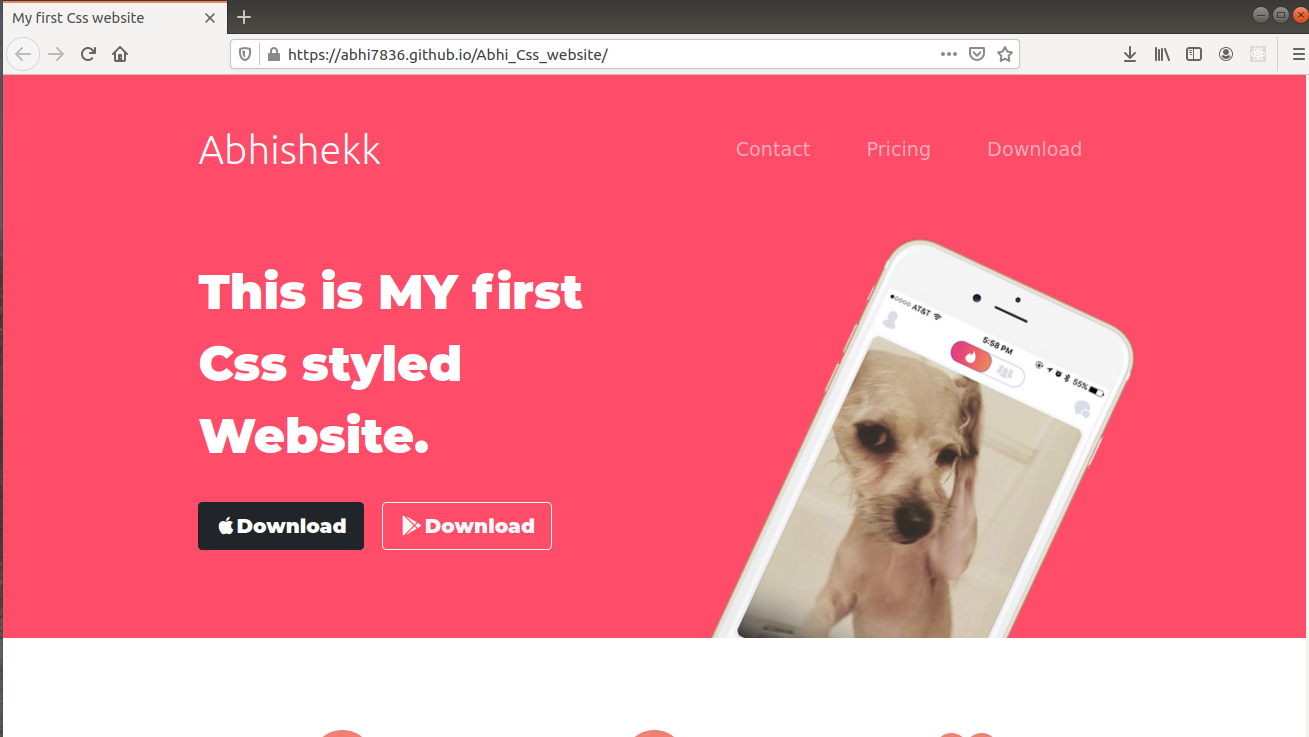 My first Css website
https://abhi7836.github.io/Abhi_Css_website/
Abhishekk
Contact Pricing Download
This is MY first
Css styled
Website.
Download Download
AT&T
5:58 PM
55%